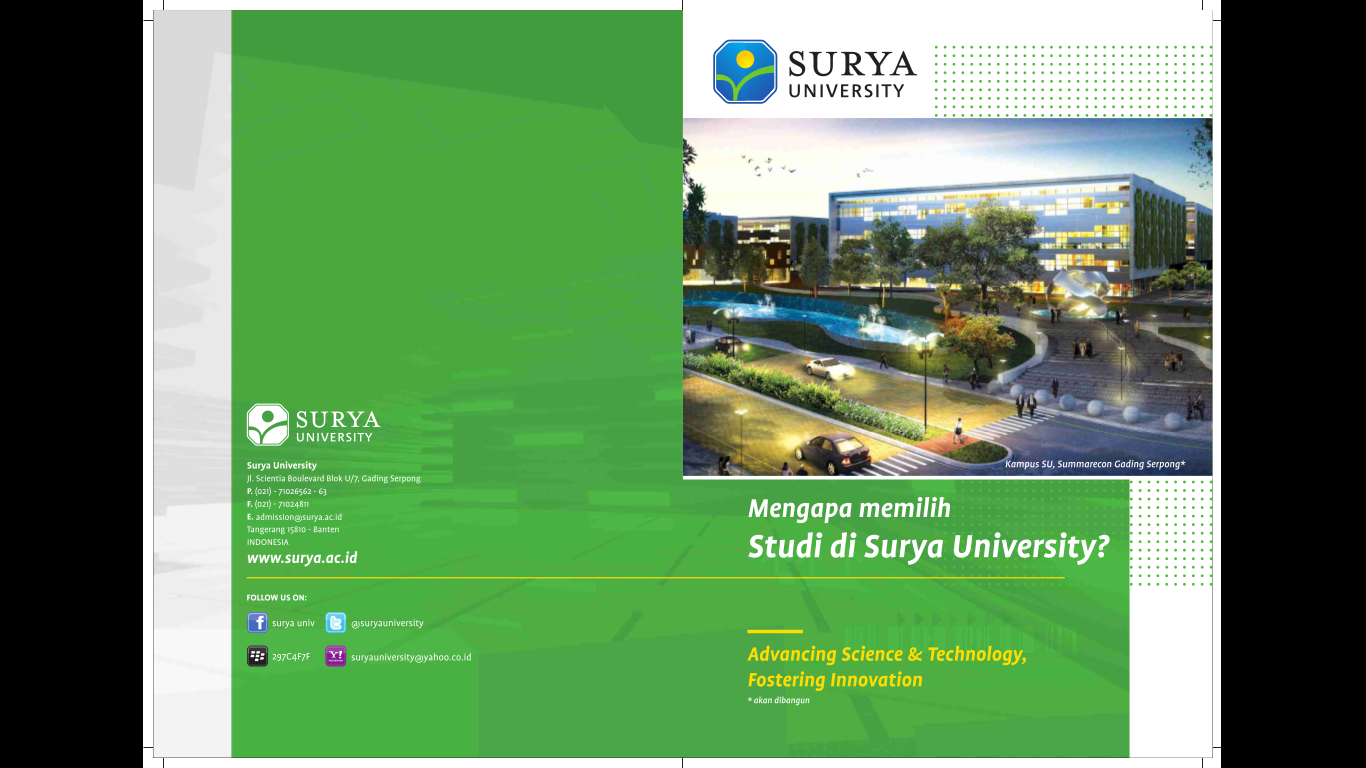 SURYA
UNIVERSITY
Surya University
Jl. Scientia Boulevard Blok U/7, Gading Serpong
P. (021) - 71026562 - 63
F. (021) - 71024811
E. admission@surya.ac.id
Tangerang 15810 - Banten
INDONESIA
www.surya.ac.id
FOLLOW US ON:
surya univ
@suryauniversity
297C4F7F
suryauniversity@yahoo.co.id
SURYA
UNIVERSITY
Kampus SU, Summarecon Gading Serpong*
Mengapa memilih
Studi di Surya University?
Advancing Science & Technology,
Fostering Innovation
* akan dibangun